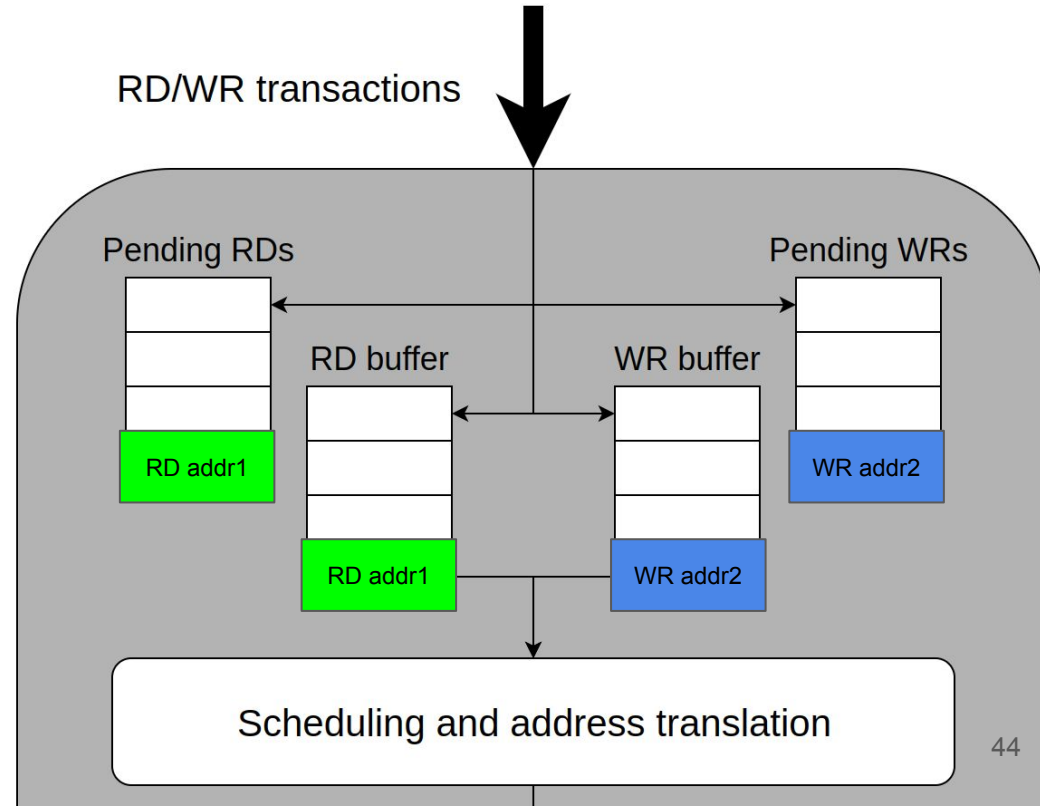 RD/WR transactions
Pending RDs
Pending WRs
RD buffer
WR buffer
RD addr1
WR addr2
RD addr1
WR addr2
Scheduling and address translation
44